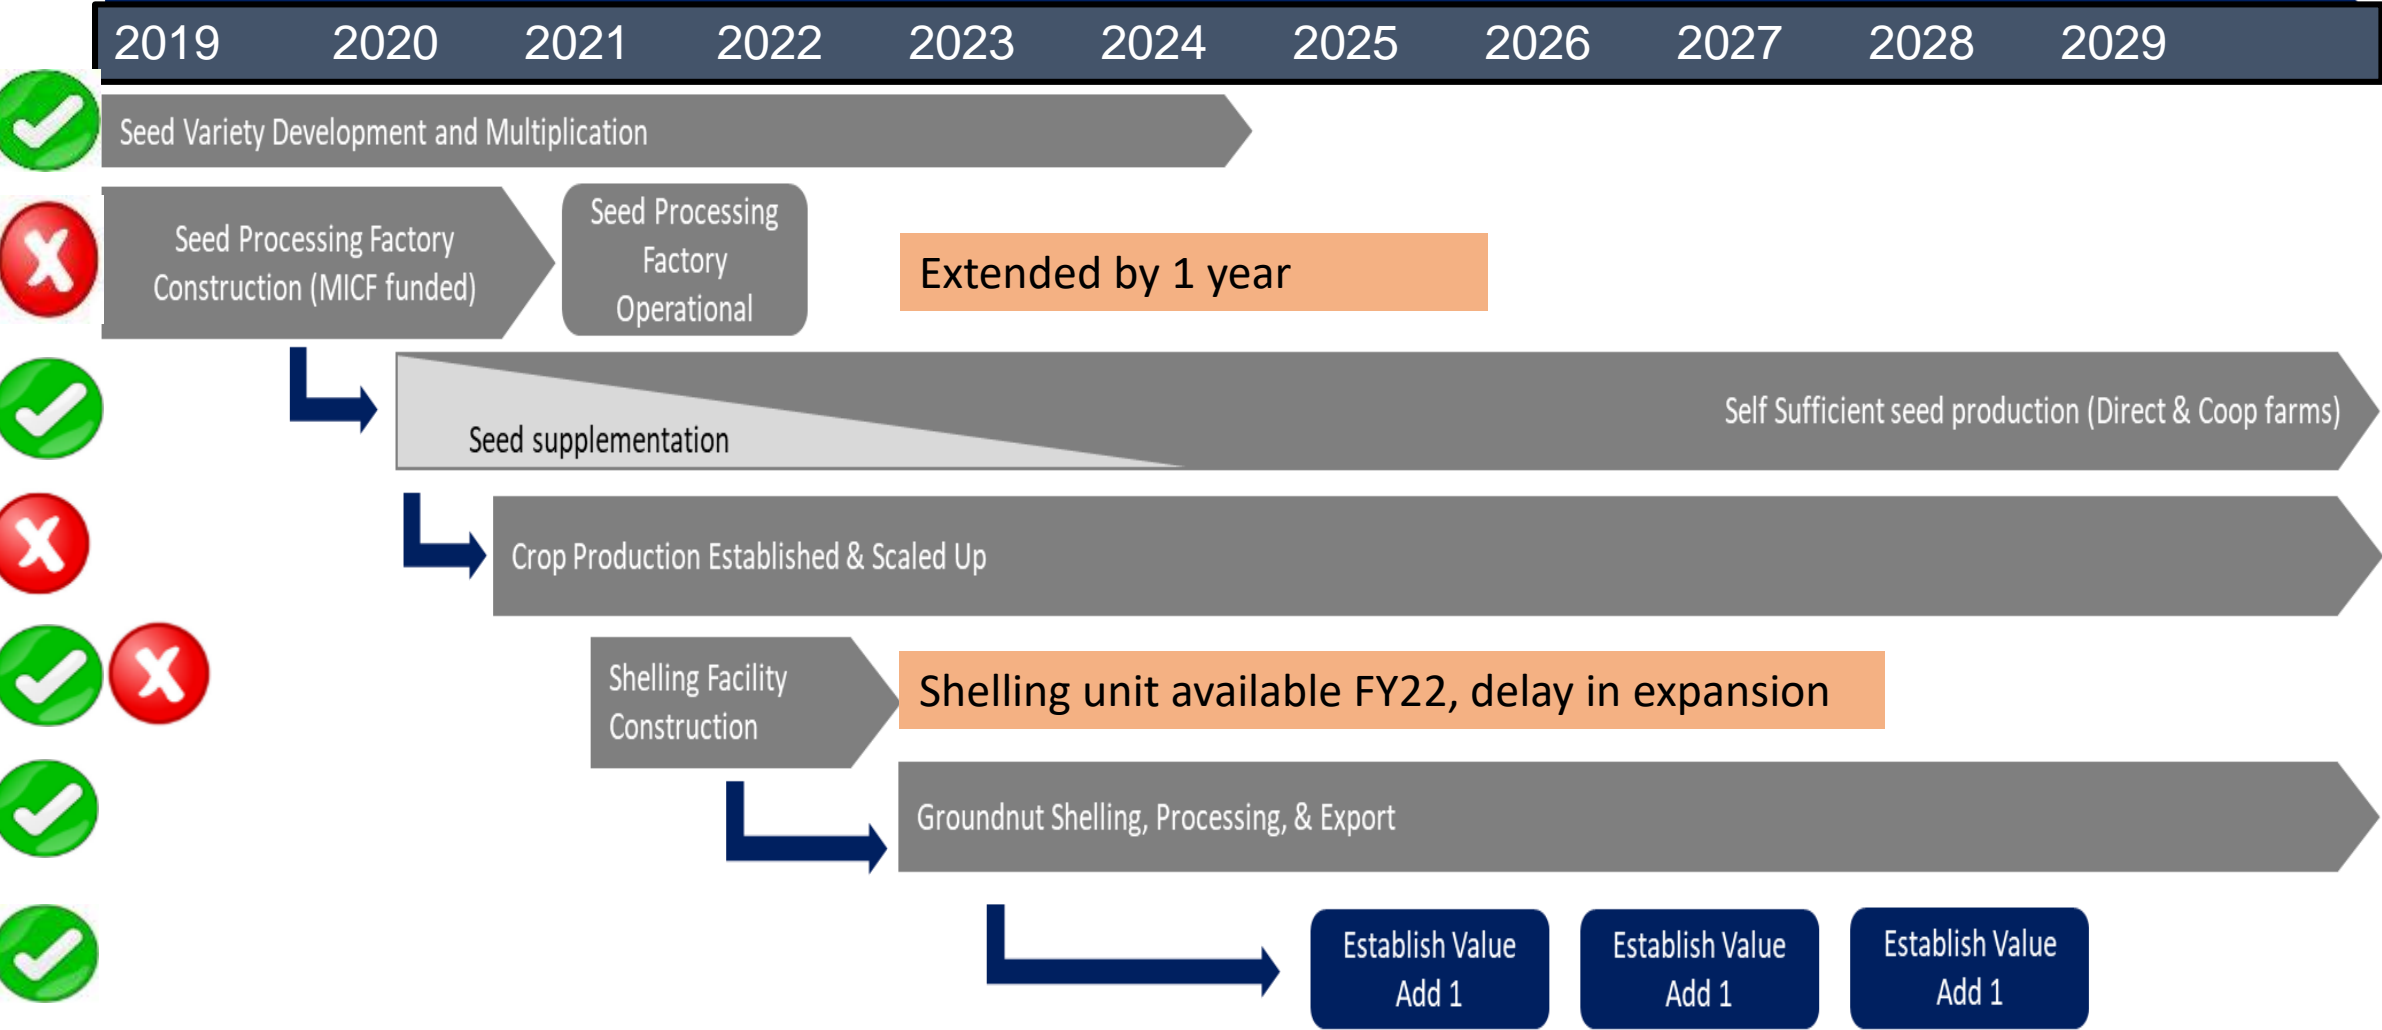 2019 2020 2021 2022 2023 2024 2025 2026 2027 2028 2029
Seed Variety Development and Multiplication
Seed Processing Factory
Construction (MICF funded)
Seed Processing
Factory
Operational
Extended by 1 year
Seed supplementation
Self Sufficient seed production (Direct & Coop farms)
Crop Production Established & Scaled Up
Shelling Facility
Construction
Shelling unit available FY22, delay in expansion
Groundnut Shelling, Processing, & Export
Establish Value
Add 1
Establish Value
Add 1
Establish Value
Add 1